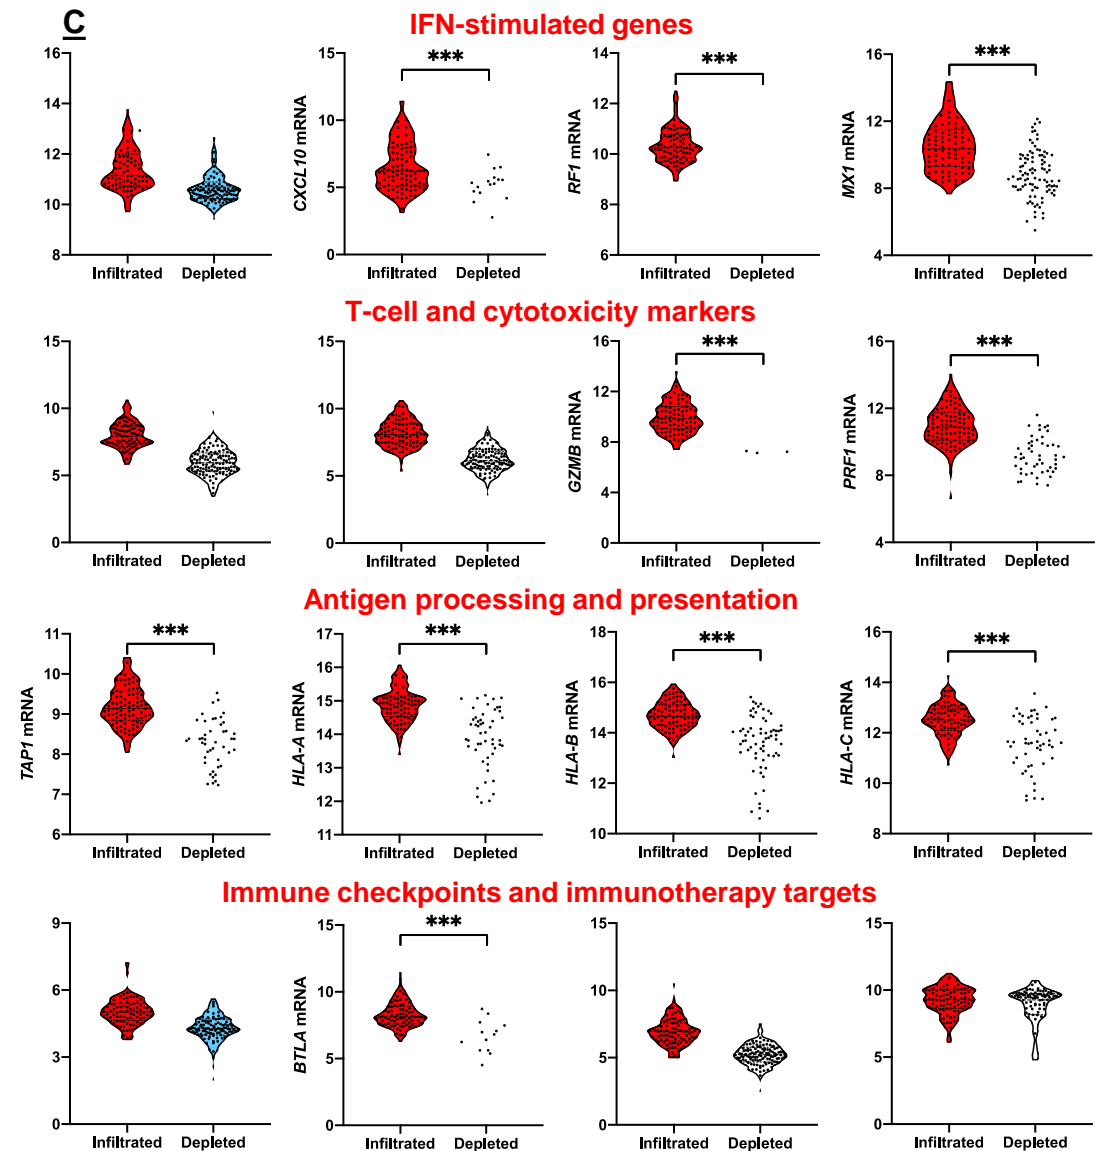 C
IFN-stimulated genes
16
14
12
10
8
Infiltrated Depleted
CXCL10 mRNA
15
10
5
0
***
Infiltrated Depleted
RF1 mRNA
14
12
10
8
6
***
Infiltrated Depleted
MX1 mRNA
16
12
8
4
***
Infiltrated Depleted
T-cell and cytotoxicity markers
15
10
5
0
Infiltrated Depleted
15
10
5
0
Infiltrated Depleted
GZMB mRNA
16
12
8
4
0
***
Infiltrated Depleted
PRF1 mRNA
16
12
8
4
***
Infiltrated Depleted
Antigen processing and presentation
TAP1 mRNA
11
10
9
8
7
6
***
Infiltrated Depleted
HLA-A mRNA
17
16
15
14
13
12
11
***
Infiltrated Depleted
HLA-B mRNA
18
16
14
12
10
***
Infiltrated Depleted
HLA-C mRNA
16
14
12
10
8
***
Infiltrated Depleted
Immune checkpoints and immunotherapy targets
9
6
3
0
Infiltrated Depleted
BTLA mRNA
15
10
5
0
***
Infiltrated Depleted
15
10
5
0
Infiltrated Depleted
15
10
5
0
Infiltrated Depleted